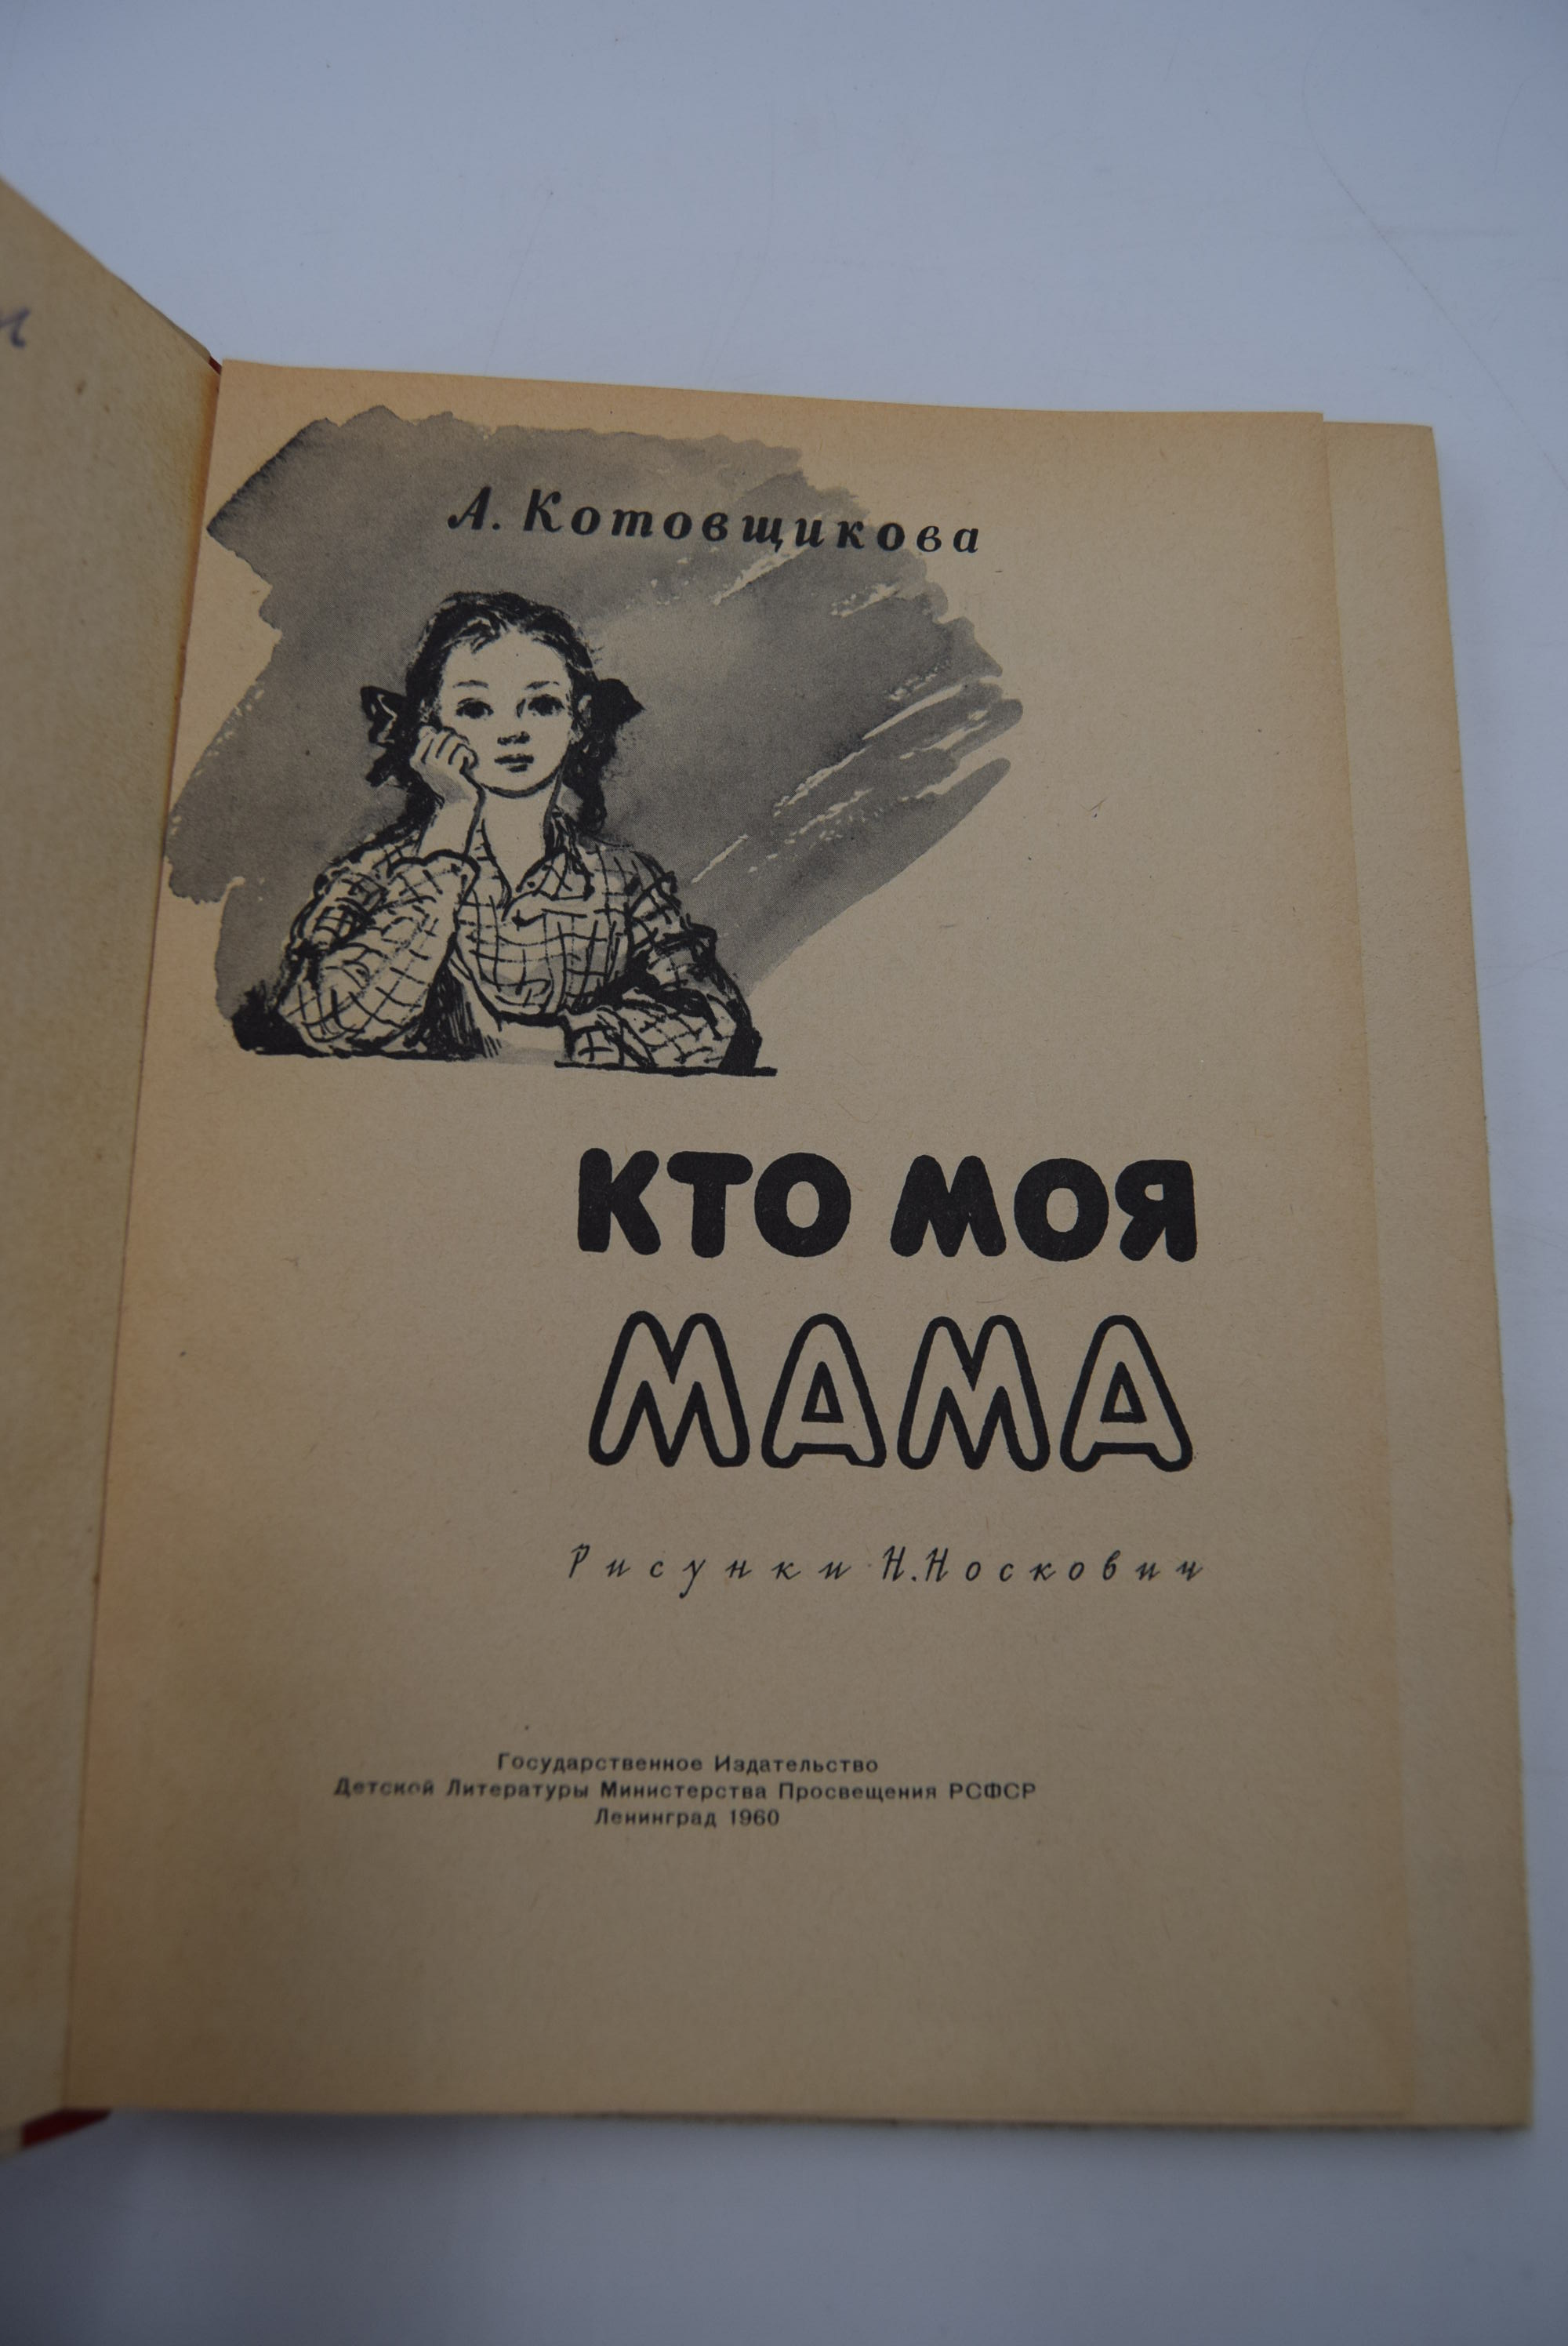 А. Котовщикова
КТО МОЯ
МАМА
Рисунки Н.Носкович
Государственное Издательство
Детской Литературы Министерства Просвещения РСФСР
Ленинград 1960